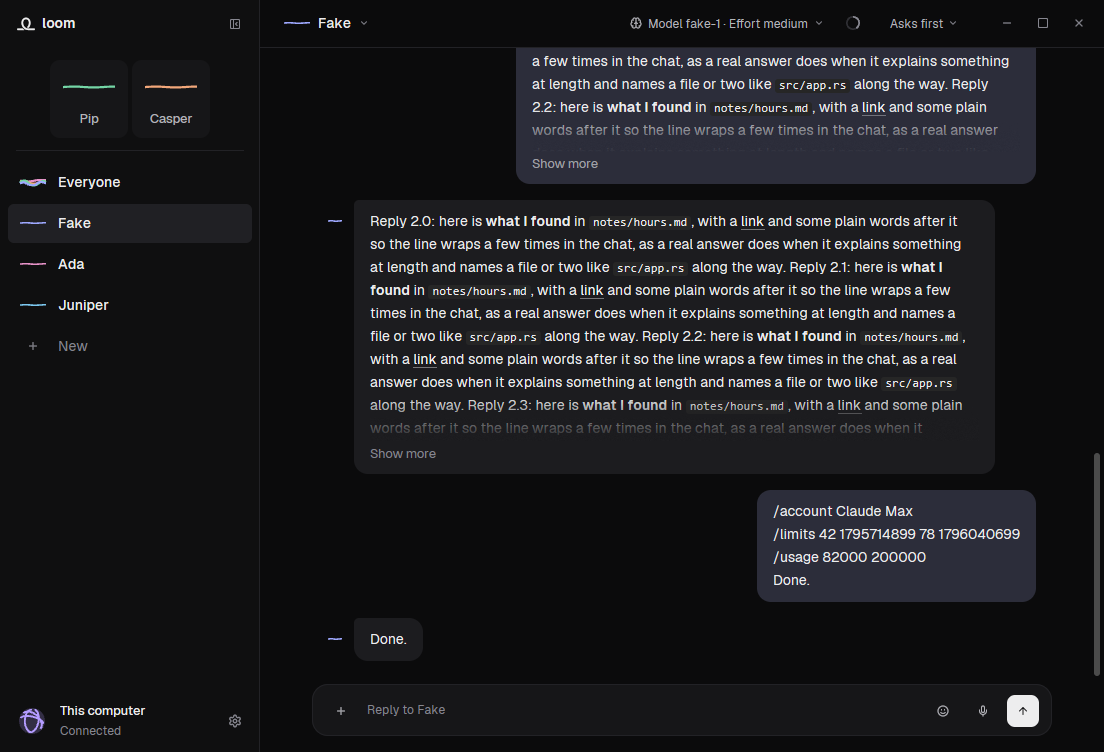 loom
Pip
Casper
Everyone
Fake
Ada
Juniper
+ New
This computer
Connected
Fake
Model fake-1 · Effort medium
Asks first
a few times in the chat, as a real answer does when it explains something
at length and names a file or two like src/app.rs along the way. Reply
2.2: here is what I found in notes/hours.md, with a link and some plain
words after it so the line wraps a few times in the chat, as a real answer
Show more
Reply 2.0: here is what I found in notes/hours.md, with a link and some plain words after it
so the line wraps a few times in the chat, as a real answer does when it explains something
at length and names a file or two like src/app.rs along the way. Reply 2.1: here is what I
found in notes/hours.md, with a link and some plain words after it so the line wraps a few
times in the chat, as a real answer does when it explains something at length and names a
file or two like src/app.rs along the way. Reply 2.2: here is what I found in notes/hours.md,
with a link and some plain words after it so the line wraps a few times in the chat, as a real
answer does when it explains something at length and names a file or two like src/app.rs
along the way. Reply 2.3: here is what I found in notes/hours.md, with a link and some plain
words after it so the line wraps a few times in the chat, as a real answer does when it
Show more
/account Claude Max
/limits 42 1795714899 78 1796040699
/usage 82000 200000
Done.
Done.
+ Reply to Fake